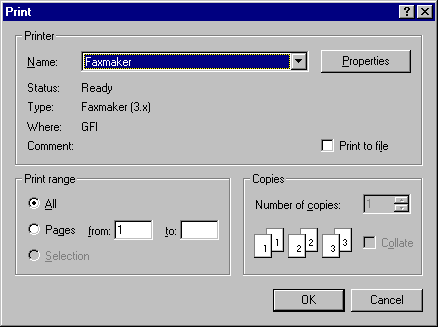 Print
Printer
Name: Faxmaker Properties
Status: Ready
Type: Faxmaker (3.x)
Where: GFI
Comment: Print to file
Print range
All
Pages from: 1 to:
Selection
Copies
Number of copies: 1
1 1 2 2 3 3 Collate
OK Cancel